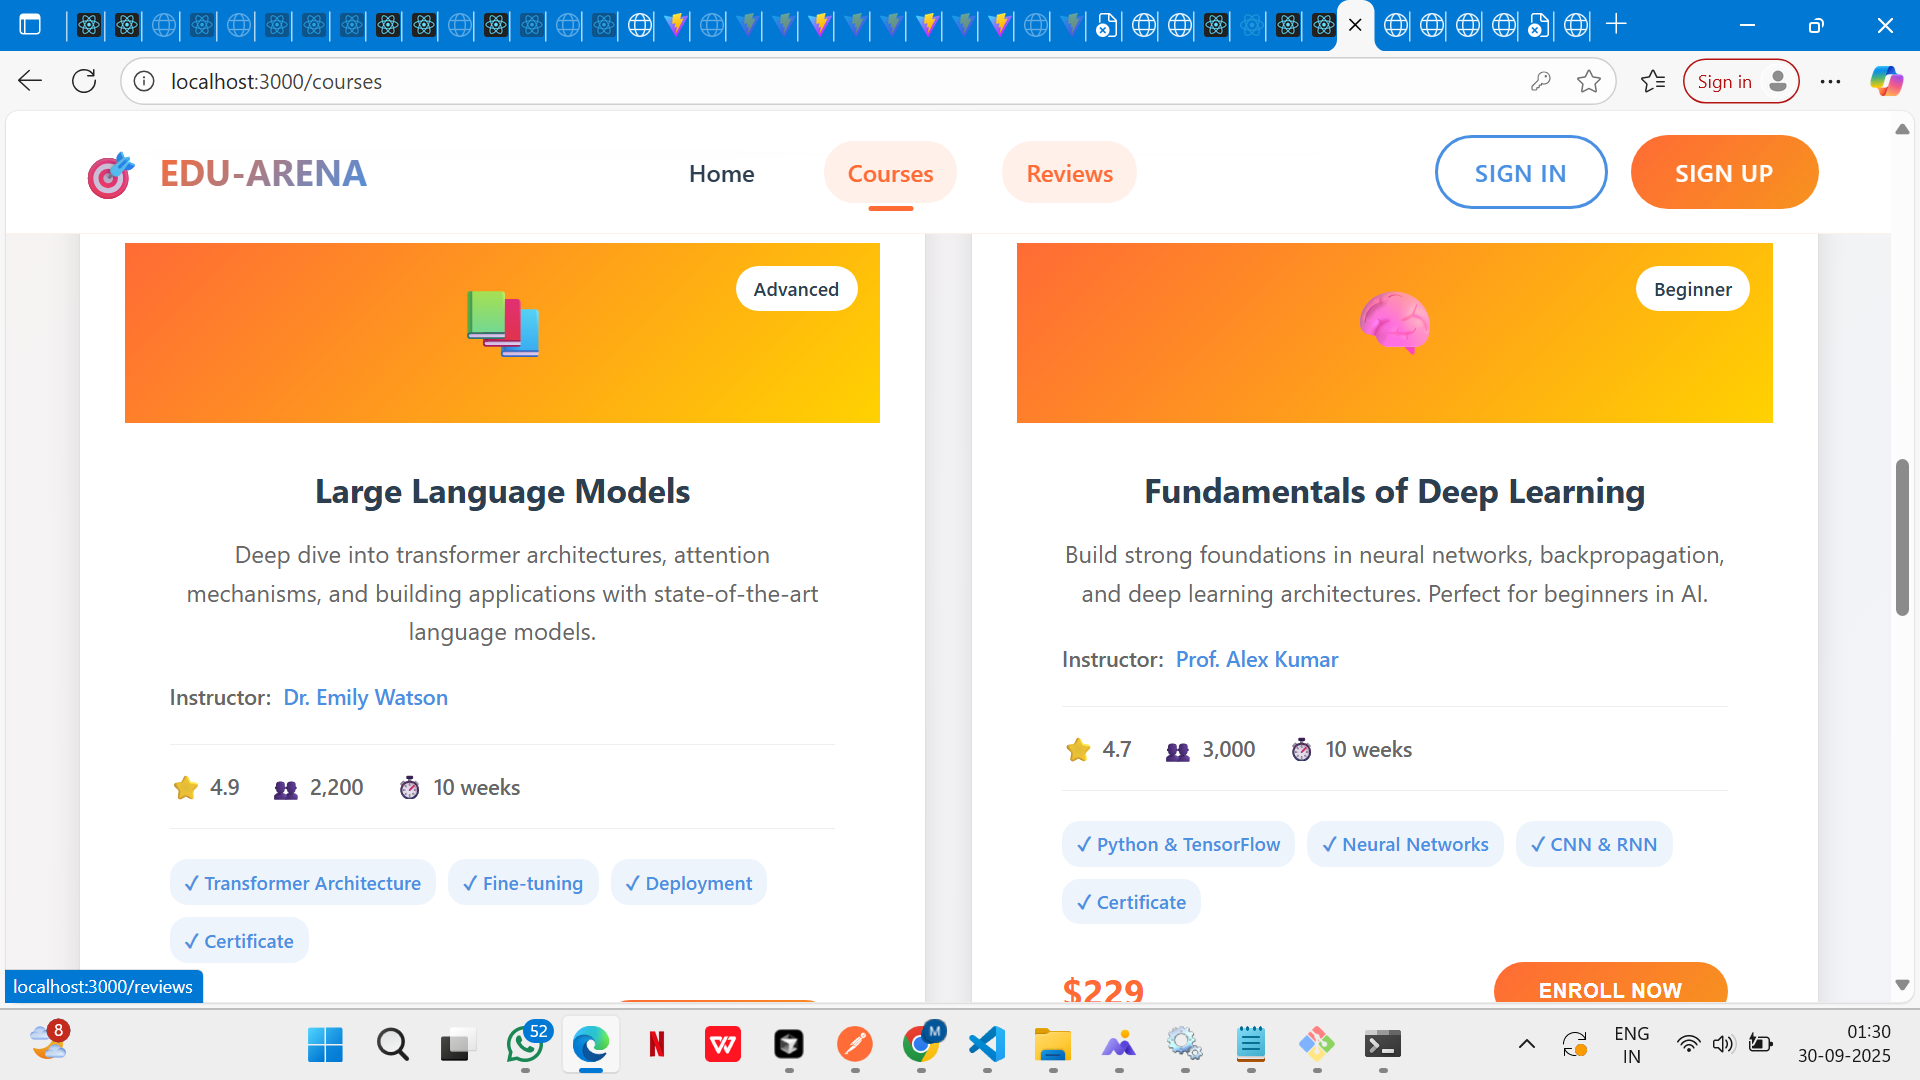 localhost:3000/courses
Sign in
EDU-ARENA
Home
Courses
Reviews
SIGN IN
SIGN UP
Advanced
Large Language Models
Deep dive into transformer architectures, attention
mechanisms, and building applications with state-of-the-art
language models.
Instructor: Dr. Emily Watson
4.9 2,200 10 weeks
✓ Transformer Architecture ✓ Fine-tuning ✓ Deployment
✓ Certificate
Beginner
Fundamentals of Deep Learning
Build strong foundations in neural networks, backpropagation,
and deep learning architectures. Perfect for beginners in AI.
Instructor: Prof. Alex Kumar
4.7 3,000 10 weeks
✓ Python & TensorFlow ✓ Neural Networks ✓ CNN & RNN
✓ Certificate
$229
ENROLL NOW
localhost:3000/reviews
8
52
N
W
M
ENG
IN
01:30
30-09-2025